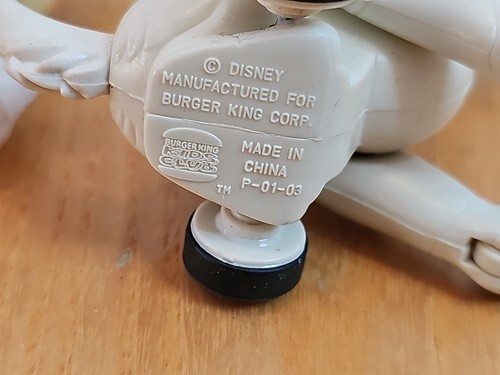 © DISNEY
MANUFACTURED FOR
BURGER KING CORP.
BURGER KING
KIDS
CLUB
TM
MADE IN
CHINA
P-01-03